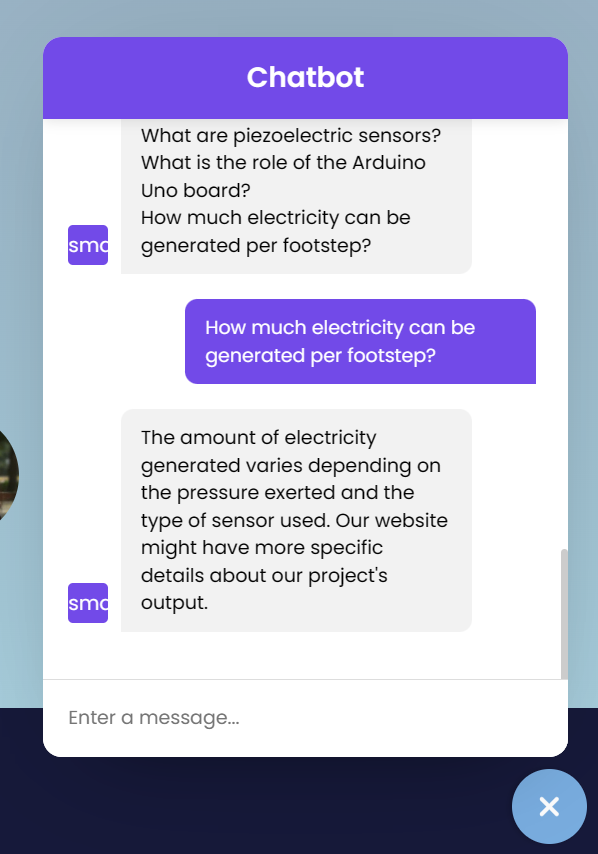 Chatbot
What are piezoelectric sensors?
What is the role of the Arduino
Uno board?
How much electricity can be
generated per footstep?
smc
How much electricity can be
generated per footstep?
The amount of electricity
generated varies depending on
the pressure exerted and the
type of sensor used. Our website
might have more specific
details about our project's
output.
smc
Enter a message...